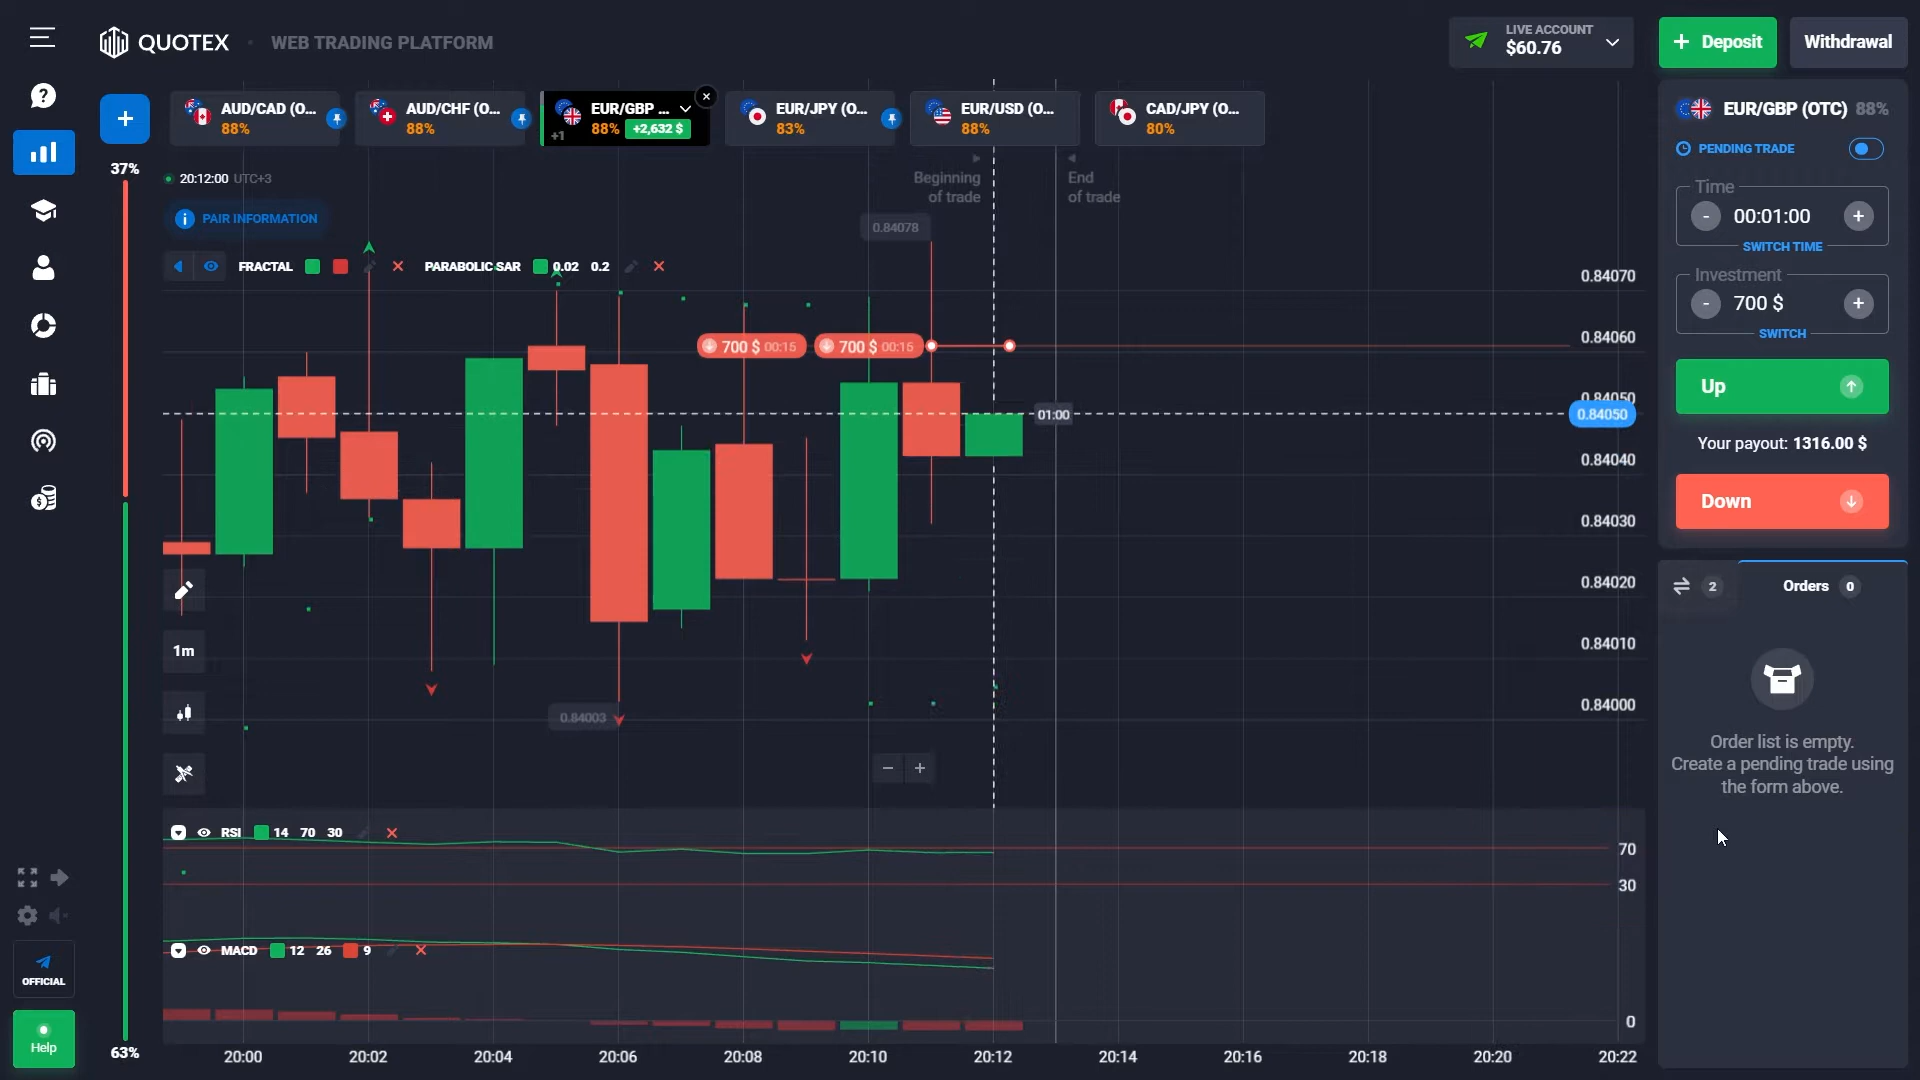 QUOTEX
WEB TRADING PLATFORM
LIVE ACCOUNT
$60.76
Deposit
Withdrawal
AUD/CAD (O...
88%
AUD/CHF (O...
88%
EUR/GBP ...
+1
88%
+2,632 $
EUR/JPY (O...
83%
EUR/USD (O...
88%
CAD/JPY (O...
80%
EUR/GBP (OTC) 88%
PENDING TRADE
Time
- 00:01:00 +
SWITCH TIME
Investment
- 700 $ +
SWITCH
Up
Your payout: 1316.00 $
Down
2
Orders 0
Order list is empty.
Create a pending trade using
the form above.
37%
63%
20:12:00 UTC+3
PAIR INFORMATION
Beginning
of trade
End
of trade
0.84078
FRACTAL
PARABOLIC SAR 0.02 0.2
700 $ 00:15
700 $ 00:15
01:00
0.84003
0.84070
0.84060
0.84050
0.84050
0.84040
0.84030
0.84020
0.84010
0.84000
1m
RSI 14 70 30
70
30
MACD 12 26 9
0
20:00
20:02
20:04
20:06
20:08
20:10
20:12
20:14
20:16
20:18
20:20
20:22
OFFICIAL
Help